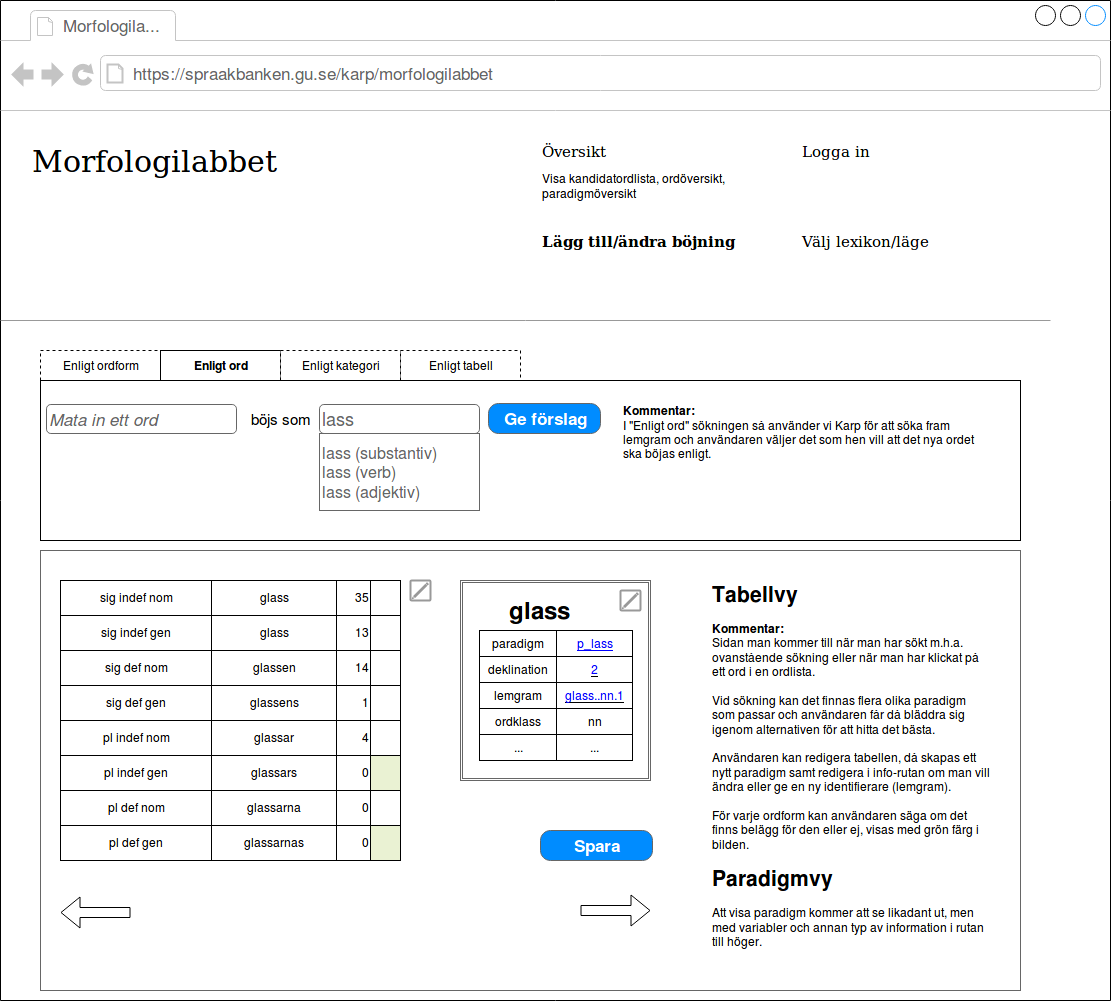 Morfologila...
https://spraakbanken.gu.se/karp/morfologilabbet
Morfologilabbet
Översikt
Visa kandidatordlista, ordöversikt,
paradigmöversikt
Logga in
Lägg till/ändra böjning
Välj lexikon/läge
Enligt ordform
Enligt ord
Enligt kategori
Enligt tabell
Mata in ett ord
böjs som
lass
Ge förslag
lass (substantiv)
lass (verb)
lass (adjektiv)
Kommentar:
I "Enligt ord" sökningen så använder vi Karp för att söka fram
lemgram och användaren väljer det som hen vill att det nya ordet
ska böjas enligt.
sig indef nom glass 35
sig indef gen glass 13
sig def nom glassen 14
sig def gen glassens 1
pl indef nom glassar 4
pl indef gen glassars 0
pl def nom glassarna 0
pl def gen glassarnas 0
glass
paradigm p_lass
deklination 2
lemgram glass..nn.1
ordklass nn
... ...
Spara
Tabellvy
Kommentar:
Sidan man kommer till när man har sökt m.h.a.
ovanstående sökning eller när man har klickat på
ett ord i en ordlista.
Vid sökning kan det finnas flera olika paradigm
som passar och användaren får då bläddra sig
igenom alternativen för att hitta det bästa.
Användaren kan redigera tabellen, då skapas ett
nytt paradigm samt redigera i info-rutan om man vill
ändra eller ge en ny identifierare (lemgram).
För varje ordform kan användaren säga om det
finns belägg för den eller ej, visas med grön färg i
bilden.
Paradigmvy
Att visa paradigm kommer att se likadant ut, men
med variabler och annan typ av information i rutan
till höger.